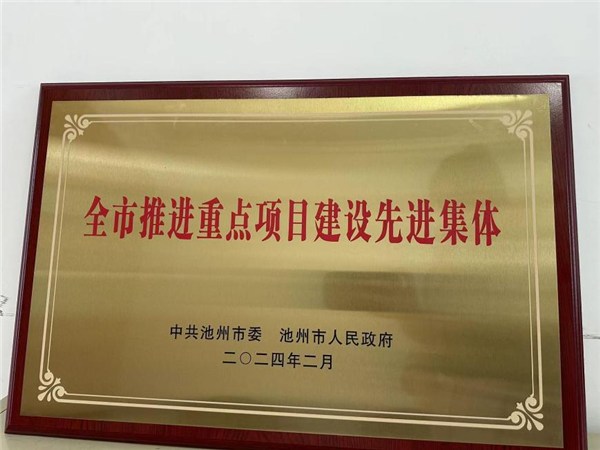 全市推进重点项目建设先进集体
中共池州市委 池州市人民政府
二〇二四年二月